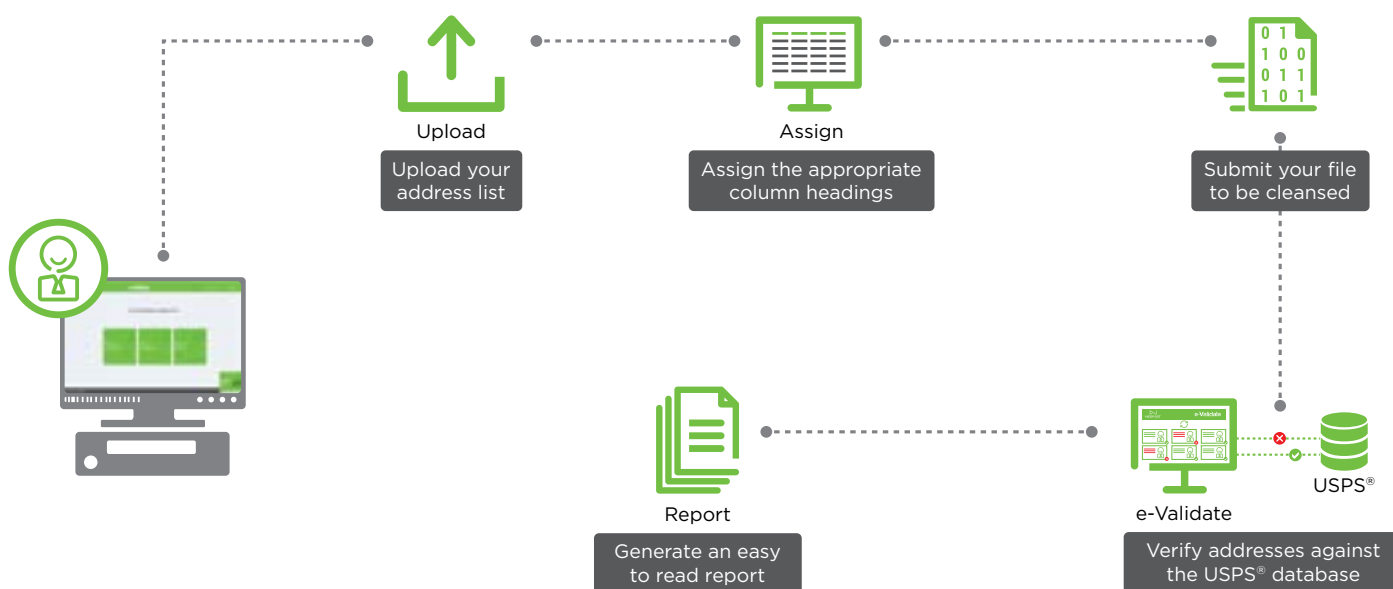 0 1
1 0 0
0 1 1
1 0 1
Upload
Upload your
address list
Assign
Assign the appropriate
column headings
Submit your file
to be cleansed
e-Validate
USPS®
e-Validate
Verify addresses against
the USPS® database
Report
Generate an easy
to read report